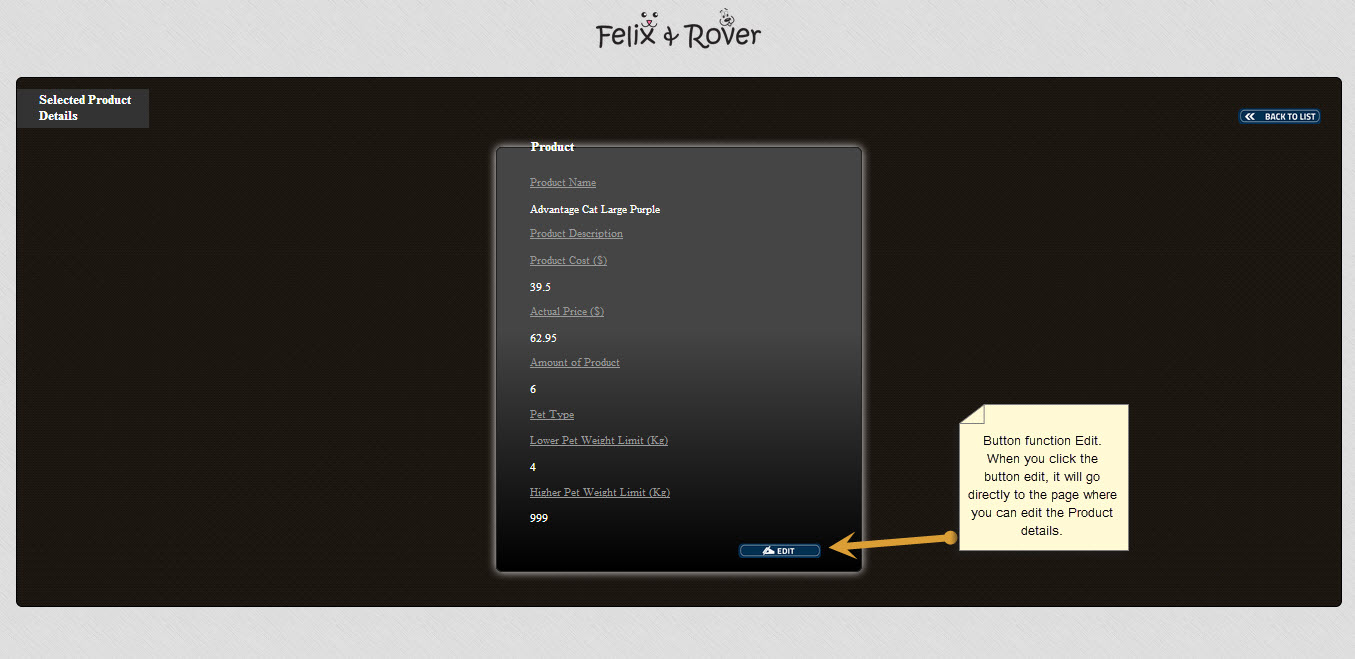 Felix & Rover
Selected Product
Details
BACK TO LIST
Product
Product Name
Advantage Cat Large Purple
Product Description
Product Cost ($)
39.5
Actual Price ($)
62.95
Amount of Product
6
Pet Type
Lower Pet Weight Limit (Kg)
4
Higher Pet Weight Limit (Kg)
999
EDIT
Button function Edit.
When you click the
button edit, it will go
directly to the page where
you can edit the Product
details.